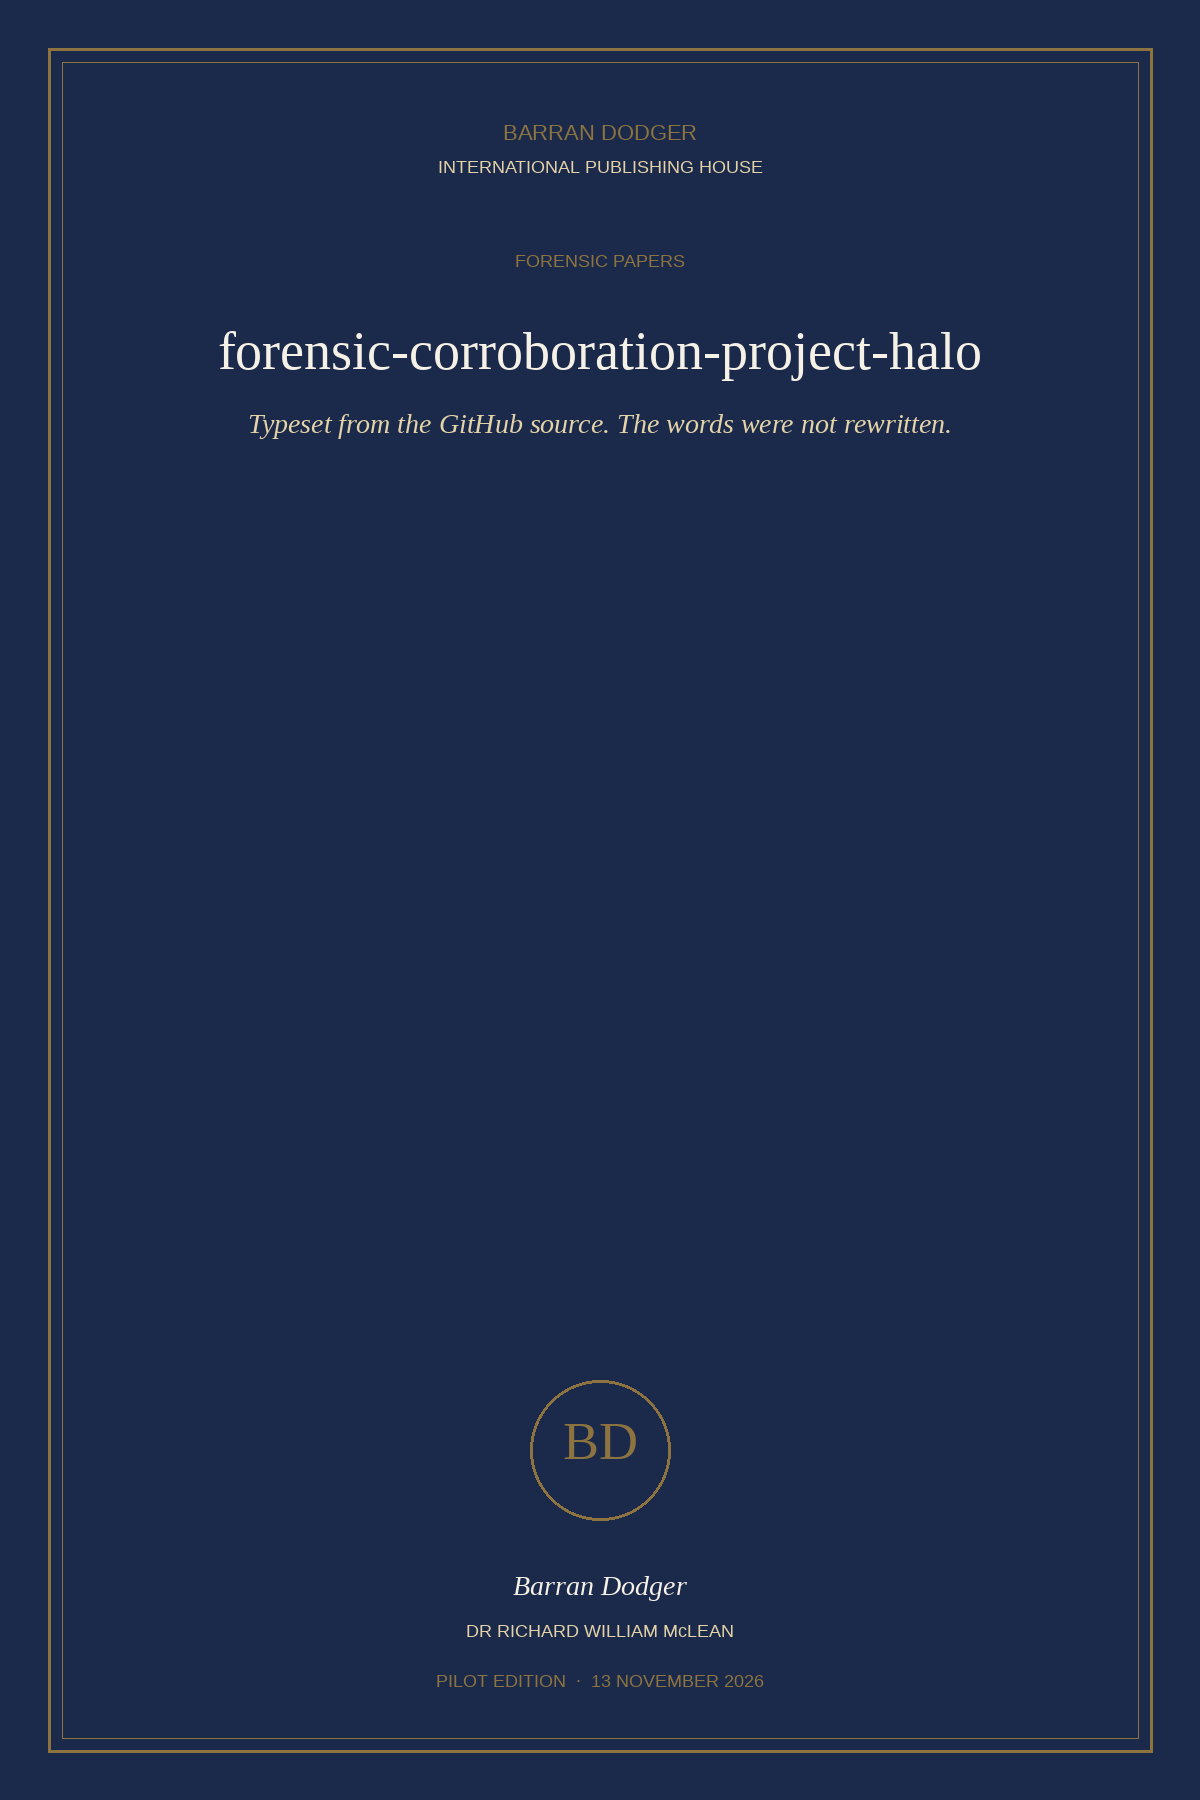 BARRAN DODGER
INTERNATIONAL PUBLISHING HOUSE
FORENSIC PAPERS
forensic-corroboration-project-halo
Typeset from the GitHub source. The words were not rewritten.
BD
Barran Dodger
DR RICHARD WILLIAM McLEAN
PILOT EDITION · 13 NOVEMBER 2026